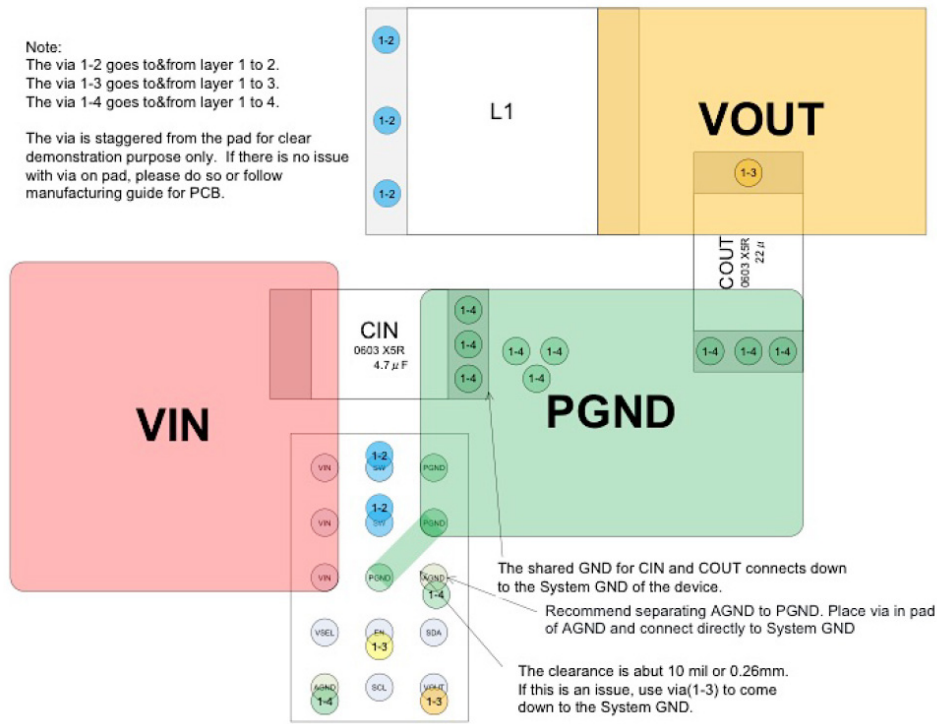 Note:
The via 1-2 goes to&from layer 1 to 2.
The via 1-3 goes to&from layer 1 to 3.
The via 1-4 goes to&from layer 1 to 4.
The via is staggered from the pad for clear
demonstration purpose only. If there is no issue
with via on pad, please do so or follow
manufacturing guide for PCB.
1-2
1-2
1-2
L1
VOUT
1-3
COUT
0603 X5R
22μ
VIN
CIN
0603 X5R
4.7μF
1-4
1-4
1-4
1-4
1-4
1-4
1-4
1-4
1-4
PGND
VIN
1-2
SW
PGND
VIN
1-2
SW
PGND
VIN
PGND
AGND
1-4
VSEL
EN
SDA
1-3
AGND
SCL
VOUT
1-4
1-3
The shared GND for CIN and COUT connects down
to the System GND of the device.
Recommend separating AGND to PGND. Place via in pad
of AGND and connect directly to System GND
The clearance is abut 10 mil or 0.26mm.
If this is an issue, use via(1-3) to come
down to the System GND.